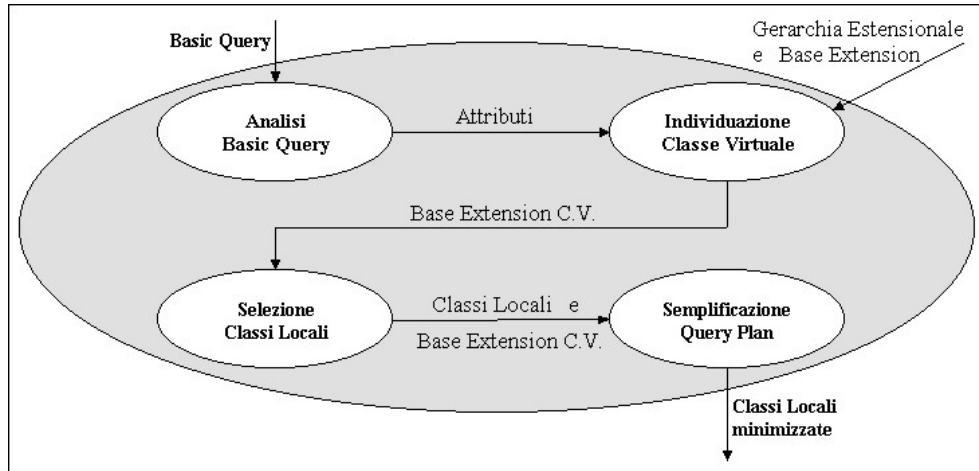 Basic Query
Gerarchia Estensionale
e Base Extension
Analisi
Basic Query
Attributi
Individuazione
Classe Virtuale
Base Extension C.V.
Selezione
Classi Locali
Classi Locali e
Base Extension C.V.
Semplificazione
Query Plan
Classi Locali
minimizzate